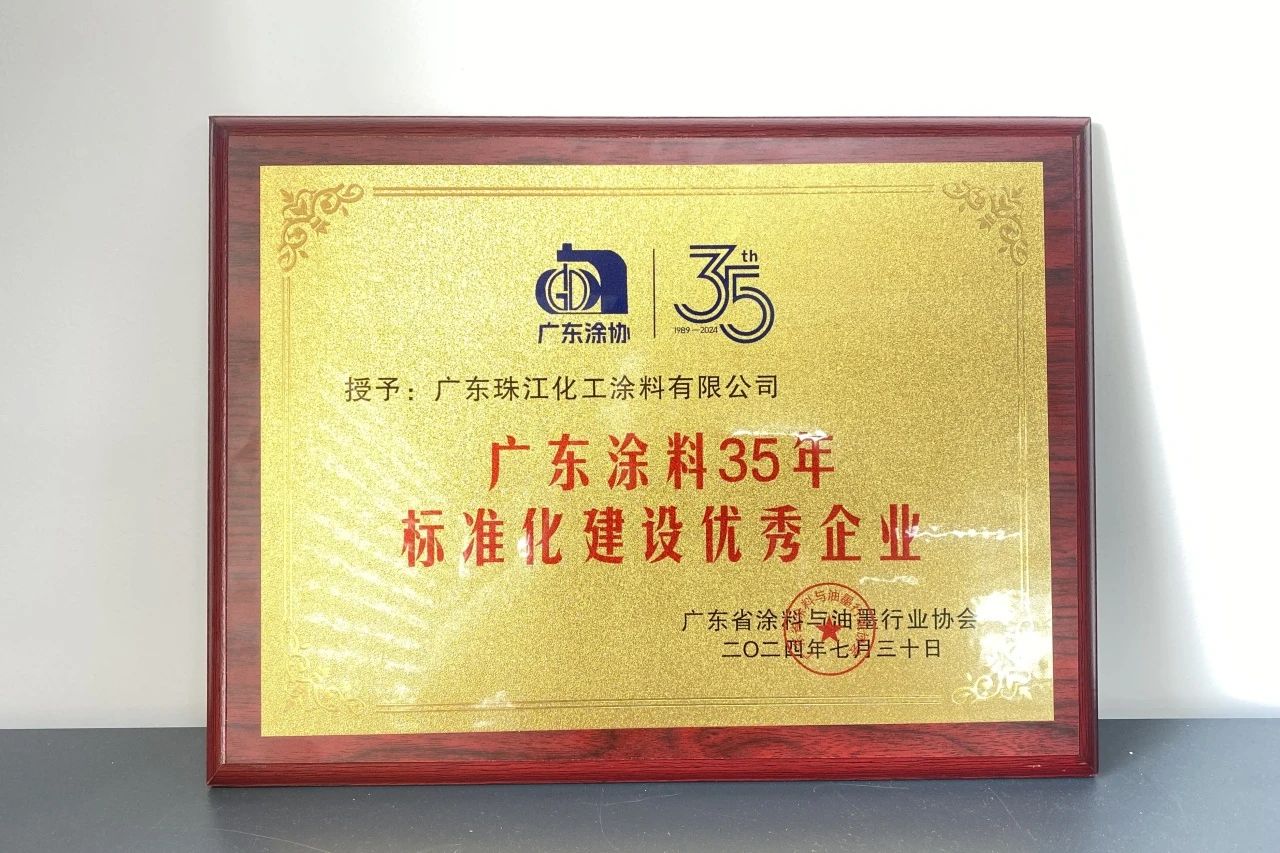 广东涂协
35th
1989—2024
授予：广东珠江化工涂料有限公司
广东涂料35年
标准化建设优秀企业
广东省涂料与油墨行业协会
二〇二四年七月三十日